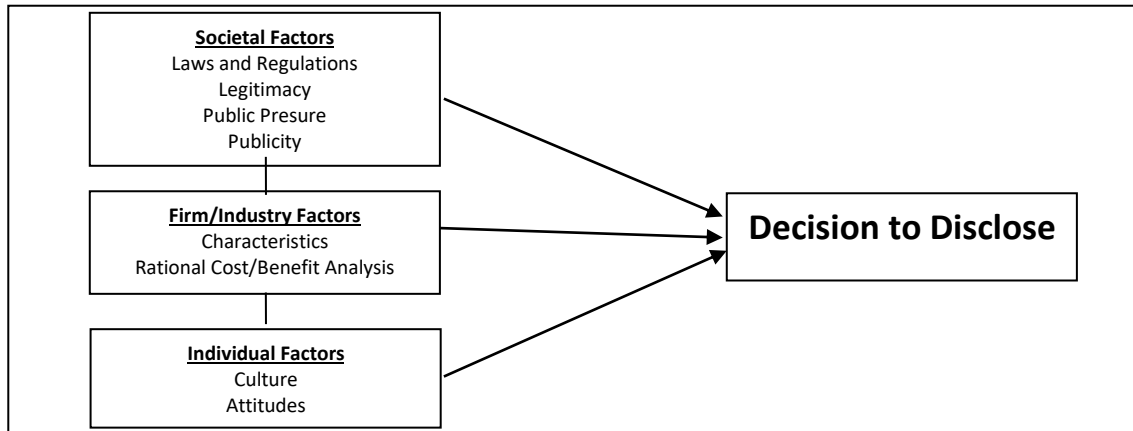 Societal Factors
Laws and Regulations
Legitimacy
Public Presure
Publicity
Firm/Industry Factors
Characteristics
Rational Cost/Benefit Analysis
Individual Factors
Culture
Attitudes
Decision to Disclose